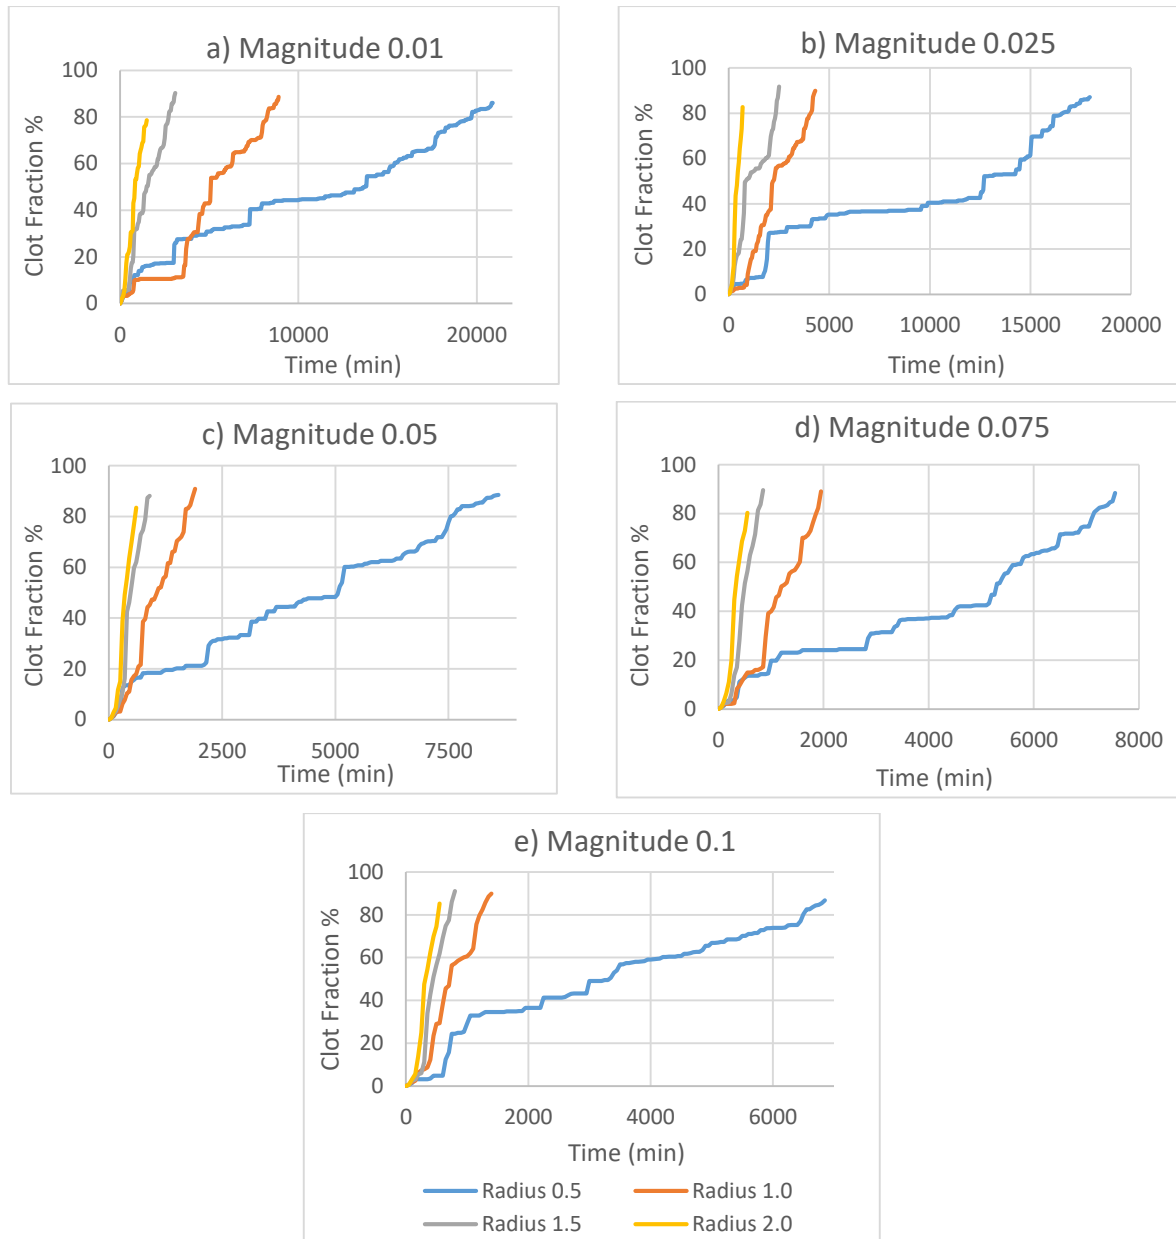 a) Magnitude 0.01
100
80
60
40
20
0
Clot Fraction %
0 10000 20000
Time (min)
b) Magnitude 0.025
100
80
60
40
20
0
Clot Fraction %
0 5000 10000 15000 20000
Time (min)
c) Magnitude 0.05
100
80
60
40
20
0
Clot Fraction %
0 2500 5000 7500
Time (min)
d) Magnitude 0.075
100
80
60
40
20
0
Clot Fraction %
0 2000 4000 6000 8000
Time (min)
e) Magnitude 0.1
100
80
60
40
20
0
Clot Fraction %
0 2000 4000 6000
Time (min)
Radius 0.5 Radius 1.0
Radius 1.5 Radius 2.0